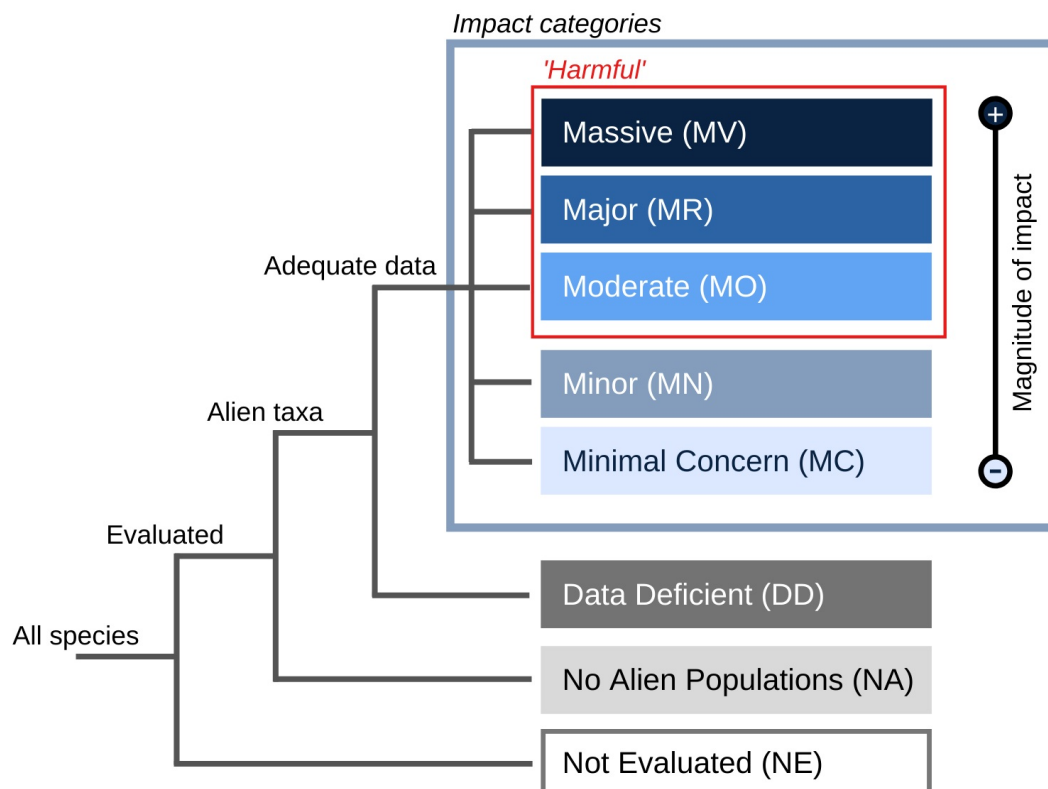 Impact categories
'Harmful'
Massive (MV)
+
Major (MR)
Moderate (MO)
Adequate data
Magnitude of impact
Minor (MN)
Alien taxa
Minimal Concern (MC)
-
Evaluated
Data Deficient (DD)
All species
No Alien Populations (NA)
Not Evaluated (NE)